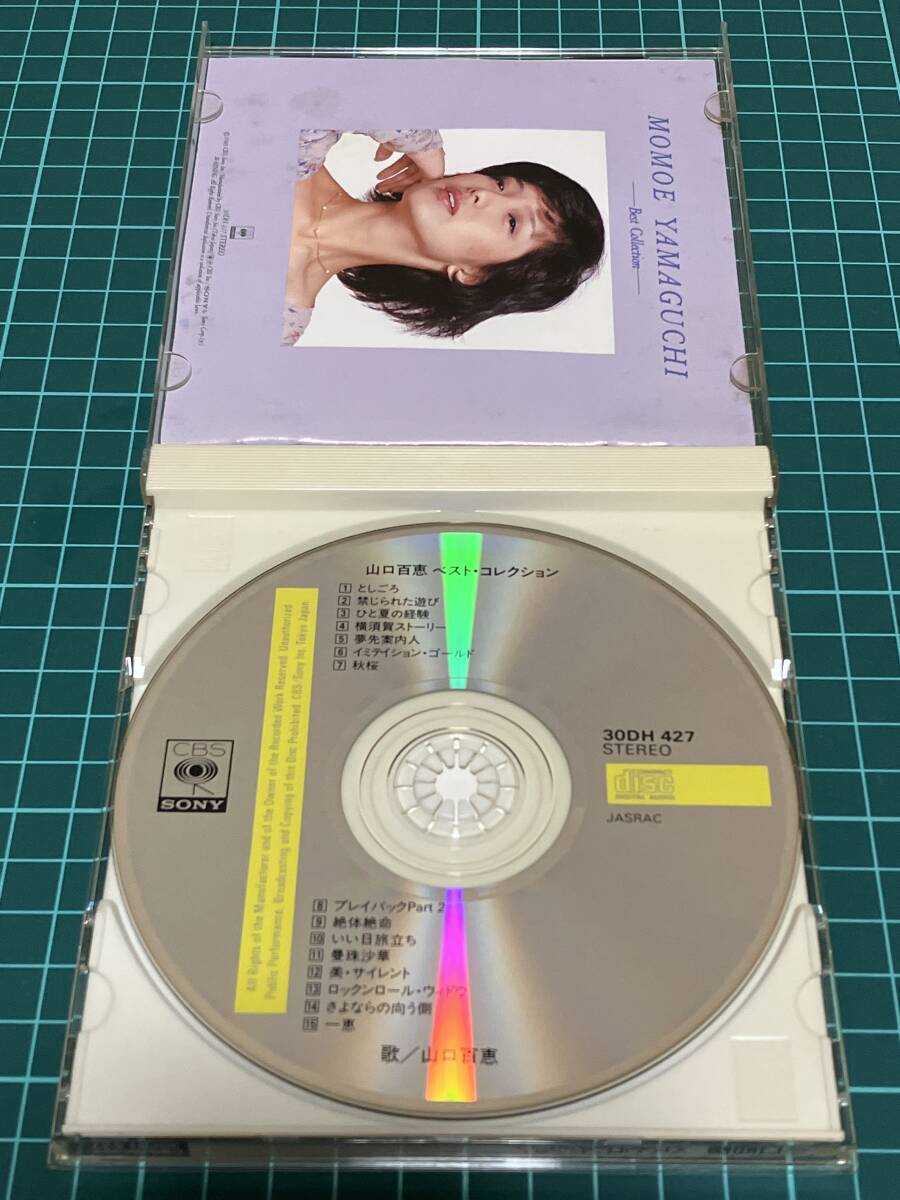 MOMOE YAMAGUCHI
Best Collection
山口百恵 ベスト・コレクション
1 としごろ
2 禁じられた遊び
3 ひと夏の経験
4 横須賀ストーリー
5 夢先案内人
6 イミテイション・ゴールド
7 秋桜
All Rights of the Manufacturer and of the Owner of the Recorded Work Reserved Unauthorized
Public Performance, Broadcasting and Copying of this Disc Prohibited CBS/Sony Inc. Tokyo Japan
CBS
SONY
30DH 427
STEREO
disc
DIGITAL AUDIO
JASRAC
8 プレイバックPart 2
9 絶体絶命
10 いい日旅立ち
11 曼珠沙華
12 美・サイレント
13 ロックンロール・ウィドウ
14 さよならの向う側
15 一恵
歌／山口百恵